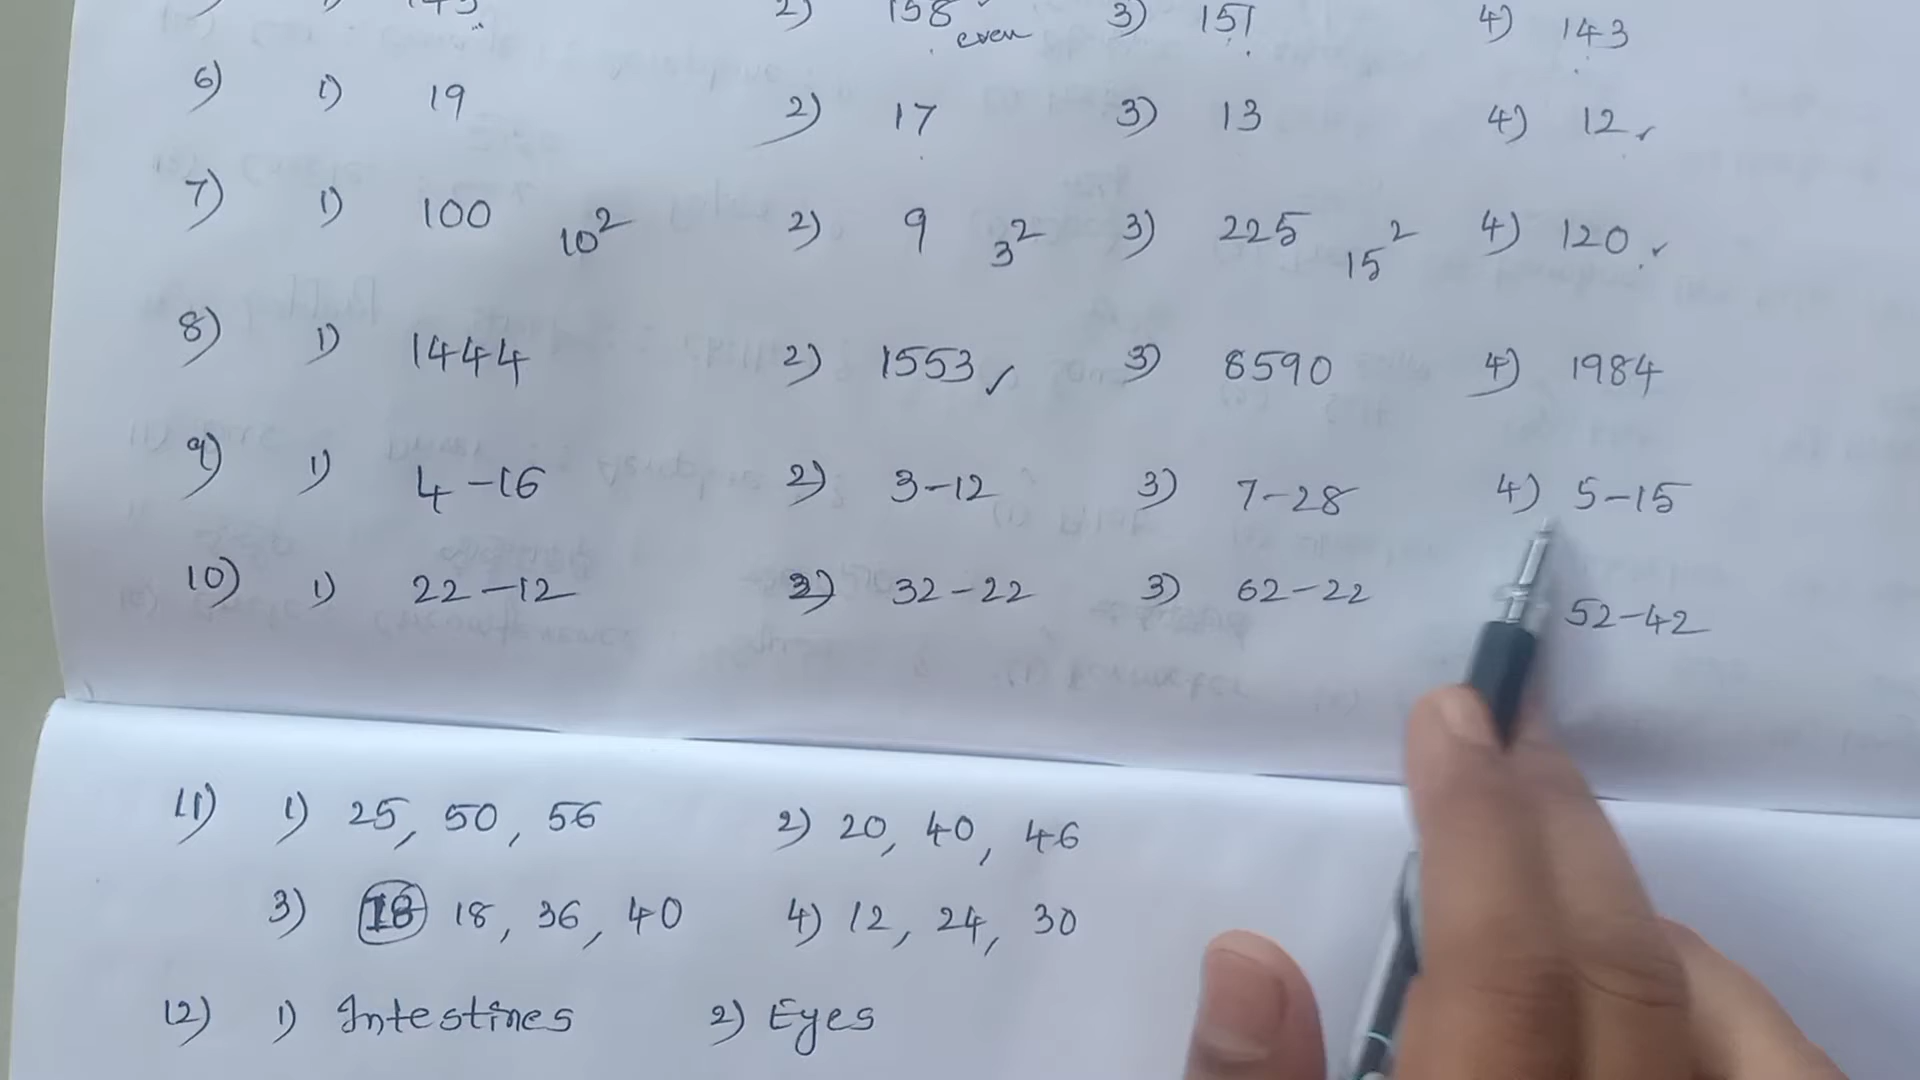 2) 158 even 3) 151 4) 143
6) 1) 19 2) 17 3) 13 4) 12 ✓
7) 1) 100 10² 2) 9 3² 3) 225 15² 4) 120 ✓
8) 1) 1444 2) 1553 ✓ 3) 8590 4) 1984
9) 1) 4-16 2) 3-12 3) 7-28 4) 5-15
10) 1) 22-12 2) 32-22 3) 62-22 52-42
11) 1) 25, 50, 56 2) 20, 40, 46
3) 18, 36, 40 4) 12, 24, 30
12) 1) Intestines 2) Eyes